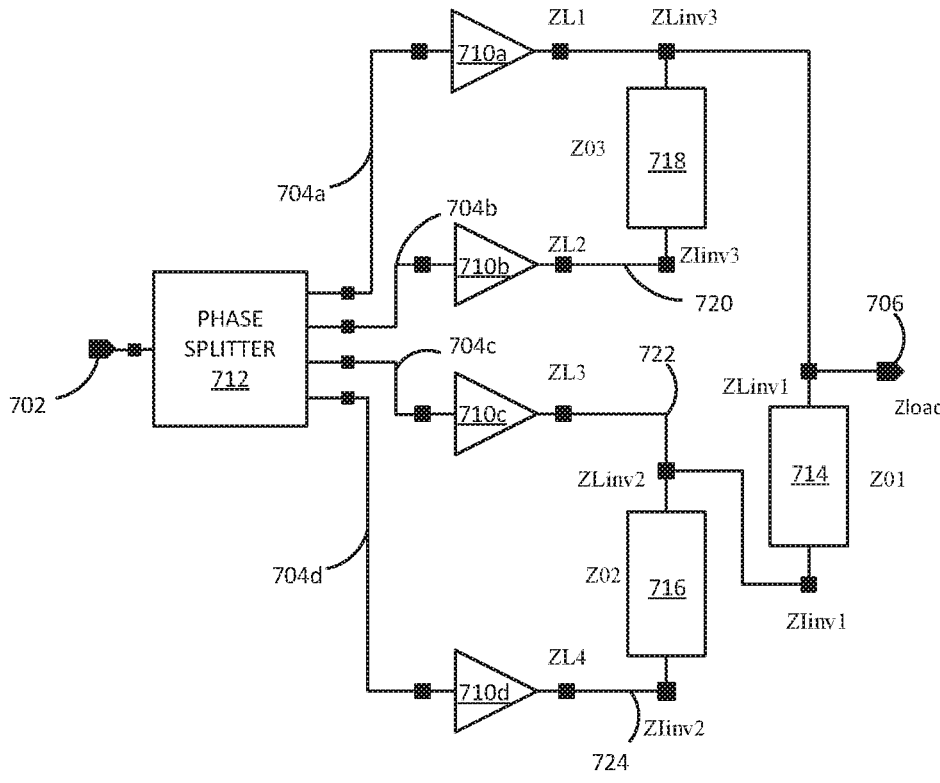 ZL1
ZLinv3
710a
Z03
718
704a
704b
ZL2
ZIinv3
710b
720
706
PHASE
SPLITTER
712
702
704c
ZL3
722
ZLinv1
Zload
710c
ZLinv2
714
Z01
Z02
716
704d
ZIinv1
ZL4
710d
ZIinv2
724